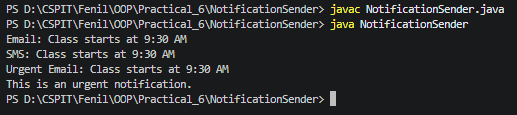 PS D:\CSPIT\Fenil\OOP\Practical_6\NotificationSender> javac NotificationSender.java
PS D:\CSPIT\Fenil\OOP\Practical_6\NotificationSender> java NotificationSender
Email: Class starts at 9:30 AM
SMS: Class starts at 9:30 AM
Urgent Email: Class starts at 9:30 AM
This is an urgent notification.
PS D:\CSPIT\Fenil\OOP\Practical_6\NotificationSender>